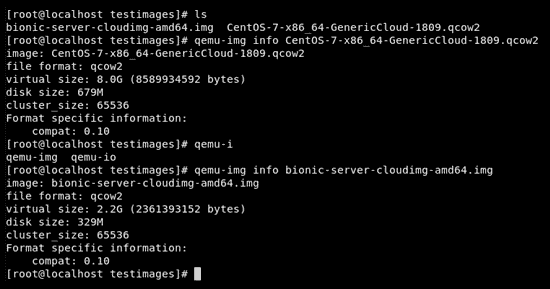 [root@localhost testimages]# ls
bionic-server-cloudimg-amd64.img  CentOS-7-x86_64-GenericCloud-1809.qcow2
[root@localhost testimages]# qemu-img info CentOS-7-x86_64-GenericCloud-1809.qcow2
image: CentOS-7-x86_64-GenericCloud-1809.qcow2
file format: qcow2
virtual size: 8.0G (8589934592 bytes)
disk size: 679M
cluster_size: 65536
Format specific information:
    compat: 0.10
[root@localhost testimages]# qemu-i
qemu-img  qemu-io
[root@localhost testimages]# qemu-img info bionic-server-cloudimg-amd64.img
image: bionic-server-cloudimg-amd64.img
file format: qcow2
virtual size: 2.2G (2361393152 bytes)
disk size: 329M
cluster_size: 65536
Format specific information:
    compat: 0.10
[root@localhost testimages]#